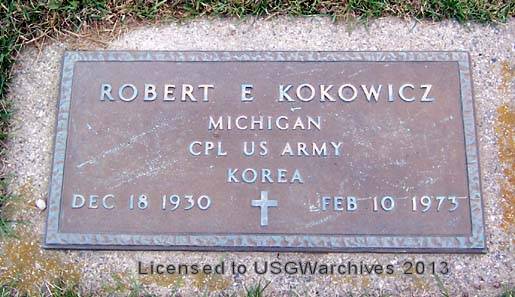 ROBERT E KOKOWICZ
MICHIGAN
CPL US ARMY
KOREA
DEC 18 1930 FEB 10 1973
Licensed to USGWarchives 2013